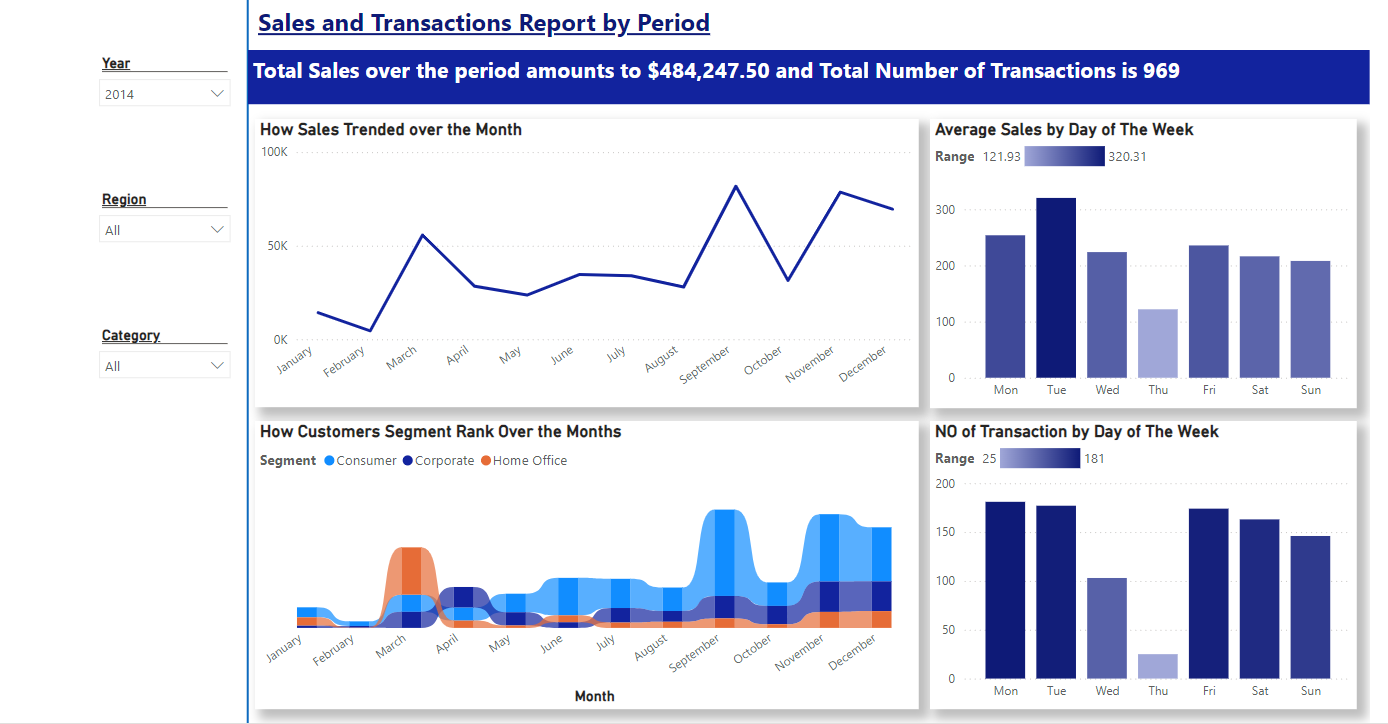 Sales and Transactions Report by Period
Total Sales over the period amounts to $484,247.50 and Total Number of Transactions is 969
Year
2014
Region
All
Category
All
How Sales Trended over the Month
100K
50K
0K
January February March April May June July August September October November December
Average Sales by Day of The Week
Range 121.93 320.31
300
200
100
0
Mon Tue Wed Thu Fri Sat Sun
How Customers Segment Rank Over the Months
Segment Consumer Corporate Home Office
January February March April May June July August September October November December
Month
NO of Transaction by Day of The Week
Range 25 181
200
150
100
50
0
Mon Tue Wed Thu Fri Sat Sun